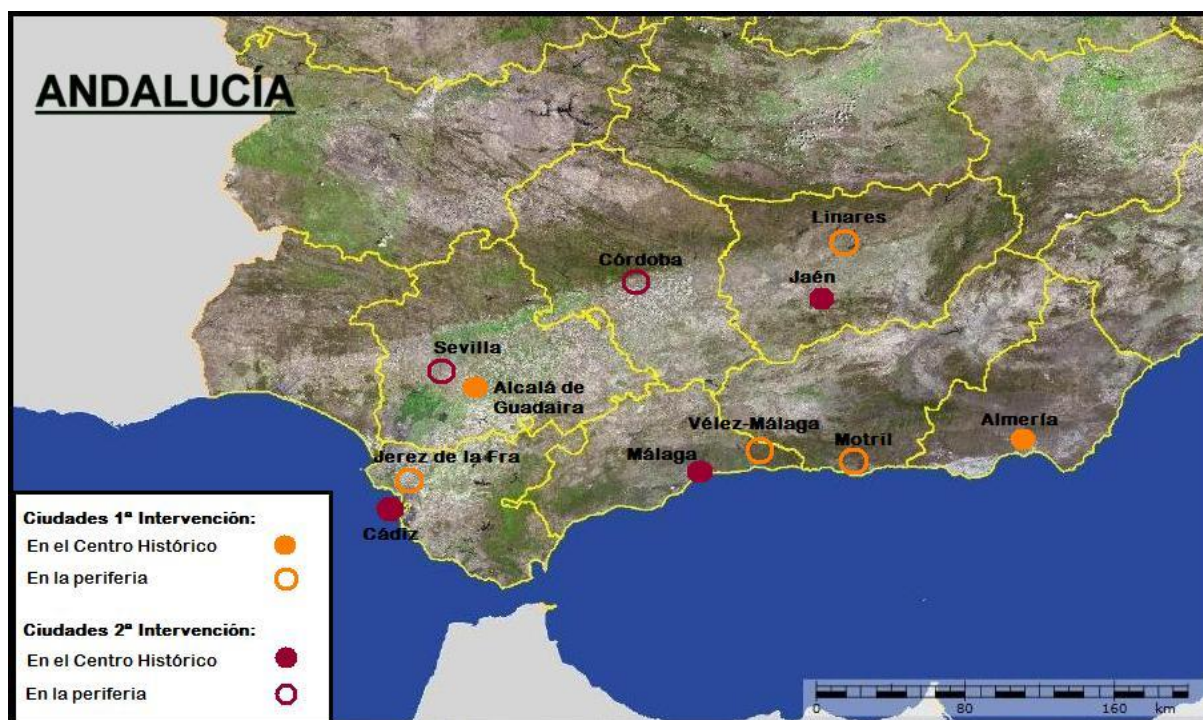 ANDALUCÍA
Linares
Córdoba
Jaén
Sevilla
Alcalá de
Guadaira
Vélez-Málaga
Almería
Motril
Málaga
Jerez de la Fra
Cádiz
Ciudades 1ª Intervención:
En el Centro Histórico
En la periferia
Ciudades 2ª Intervención:
En el Centro Histórico
En la periferia
0 80 160 km